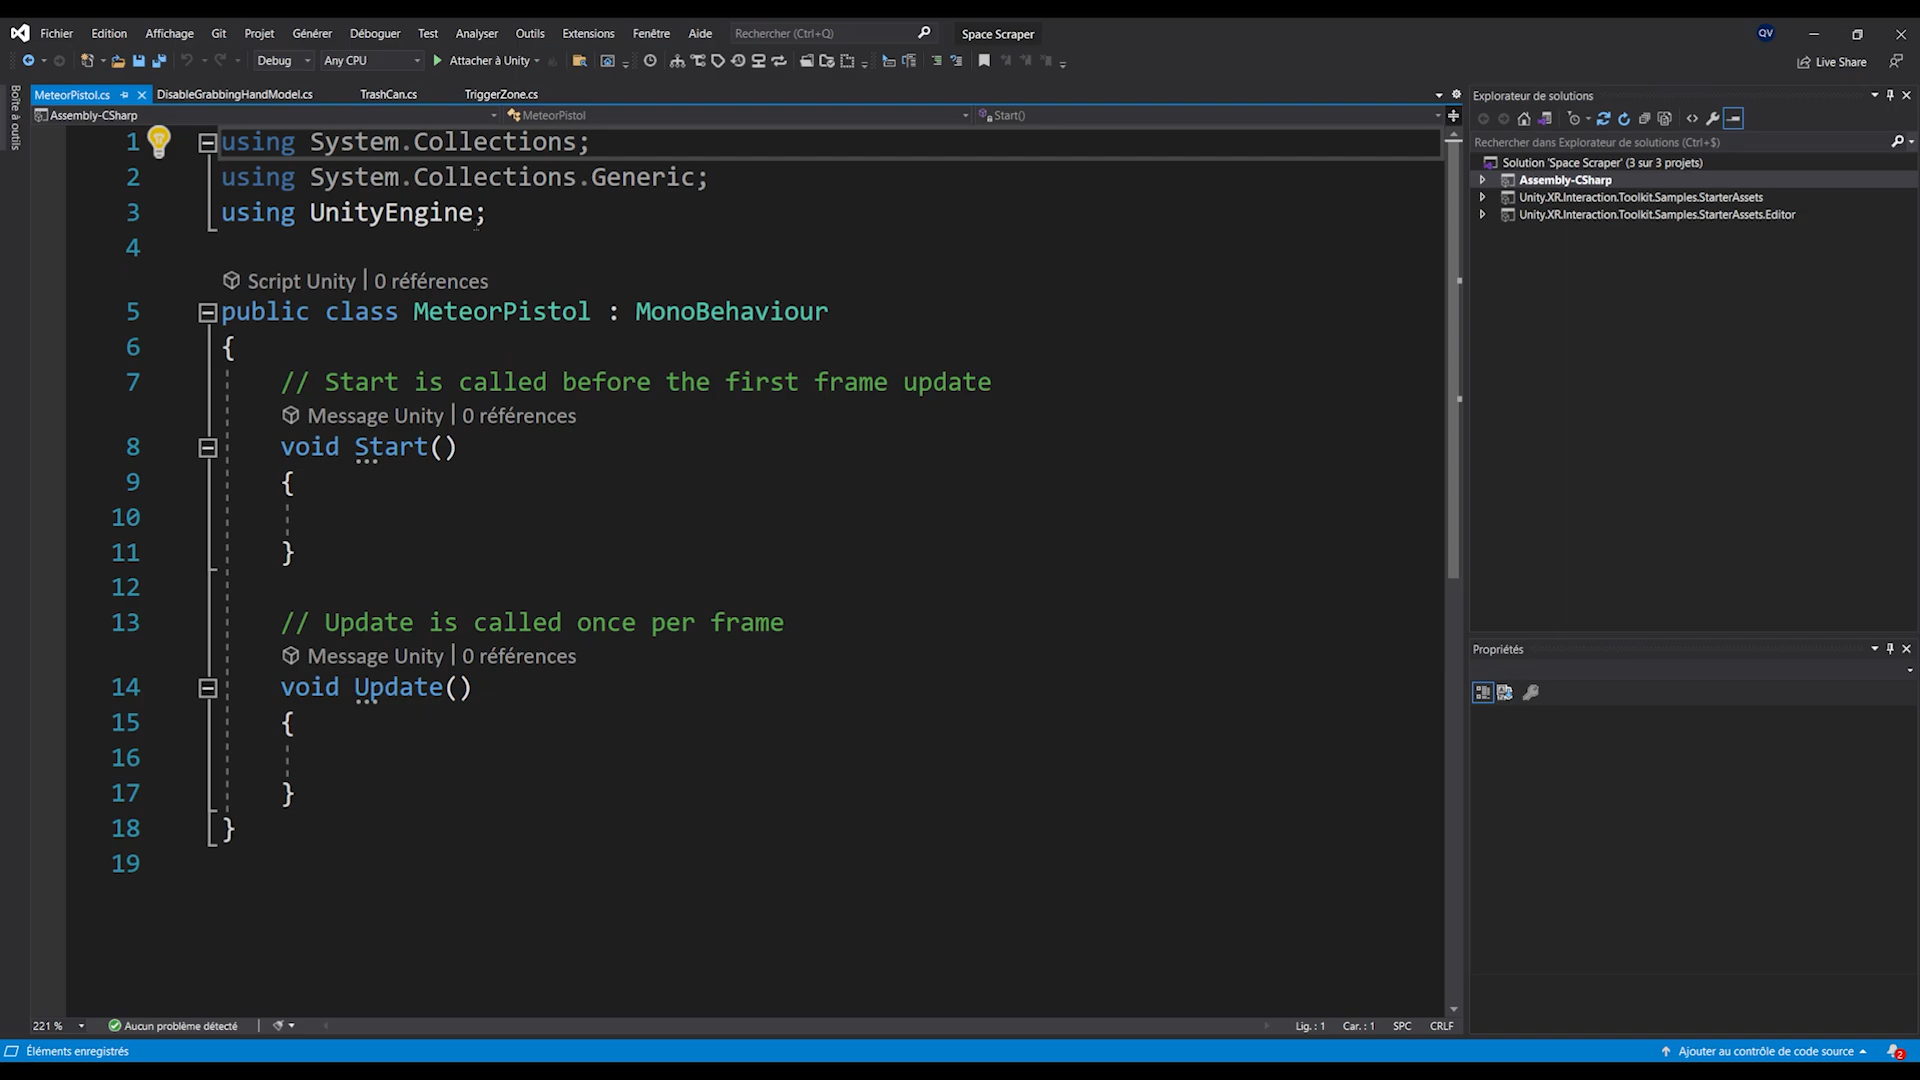 Fichier Edition Affichage Git Projet Générer Déboguer Test Analyser Outils Extensions Fenêtre Aide Rechercher (Ctrl+Q) Space Scraper QV
Debug Any CPU Attacher à Unity Live Share
Boîte à outils
MeteorPistol.cs DisableGrabbingHandModel.cs TrashCan.cs TriggerZone.cs
Assembly-CSharp MeteorPistol Start()
1 using System.Collections;
2 using System.Collections.Generic;
3 using UnityEngine;
4
Script Unity | 0 références
5 public class MeteorPistol : MonoBehaviour
6 {
7 // Start is called before the first frame update
Message Unity | 0 références
8 void Start()
9 {
10
11 }
12
13 // Update is called once per frame
Message Unity | 0 références
14 void Update()
15 {
16
17 }
18 }
19
221 % Aucun problème détecté Lig. : 1 Car. : 1 SPC CRLF
Explorateur de solutions
Rechercher dans Explorateur de solutions (Ctrl+$)
Solution 'Space Scraper' (3 sur 3 projets)
Assembly-CSharp
Unity.XR.Interaction.Toolkit.Samples.StarterAssets
Unity.XR.Interaction.Toolkit.Samples.StarterAssets.Editor
Propriétés
Éléments enregistrés Ajouter au contrôle de code source 2